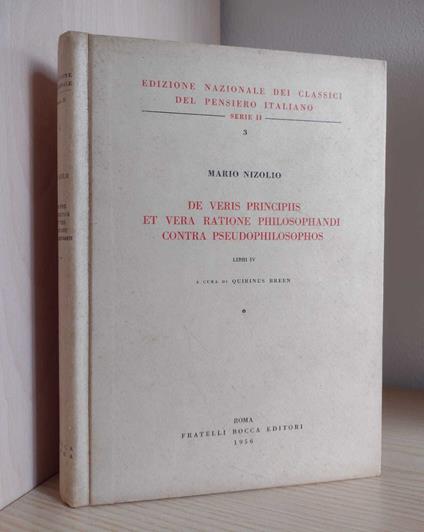 EDIZIONE NAZIONALE DEI CLASSICI
DEL PENSIERO ITALIANO
SERIE II
3
MARIO NIZOLIO
DE VERIS PRINCIPIIS
ET VERA RATIONE PHILOSOPHANDI
CONTRA PSEUDOPHILOSOPHOS
LIBRI IV
A CURA DI QUIRINUS BREEN
ROMA
FRATELLI BOCCA EDITORI
1956